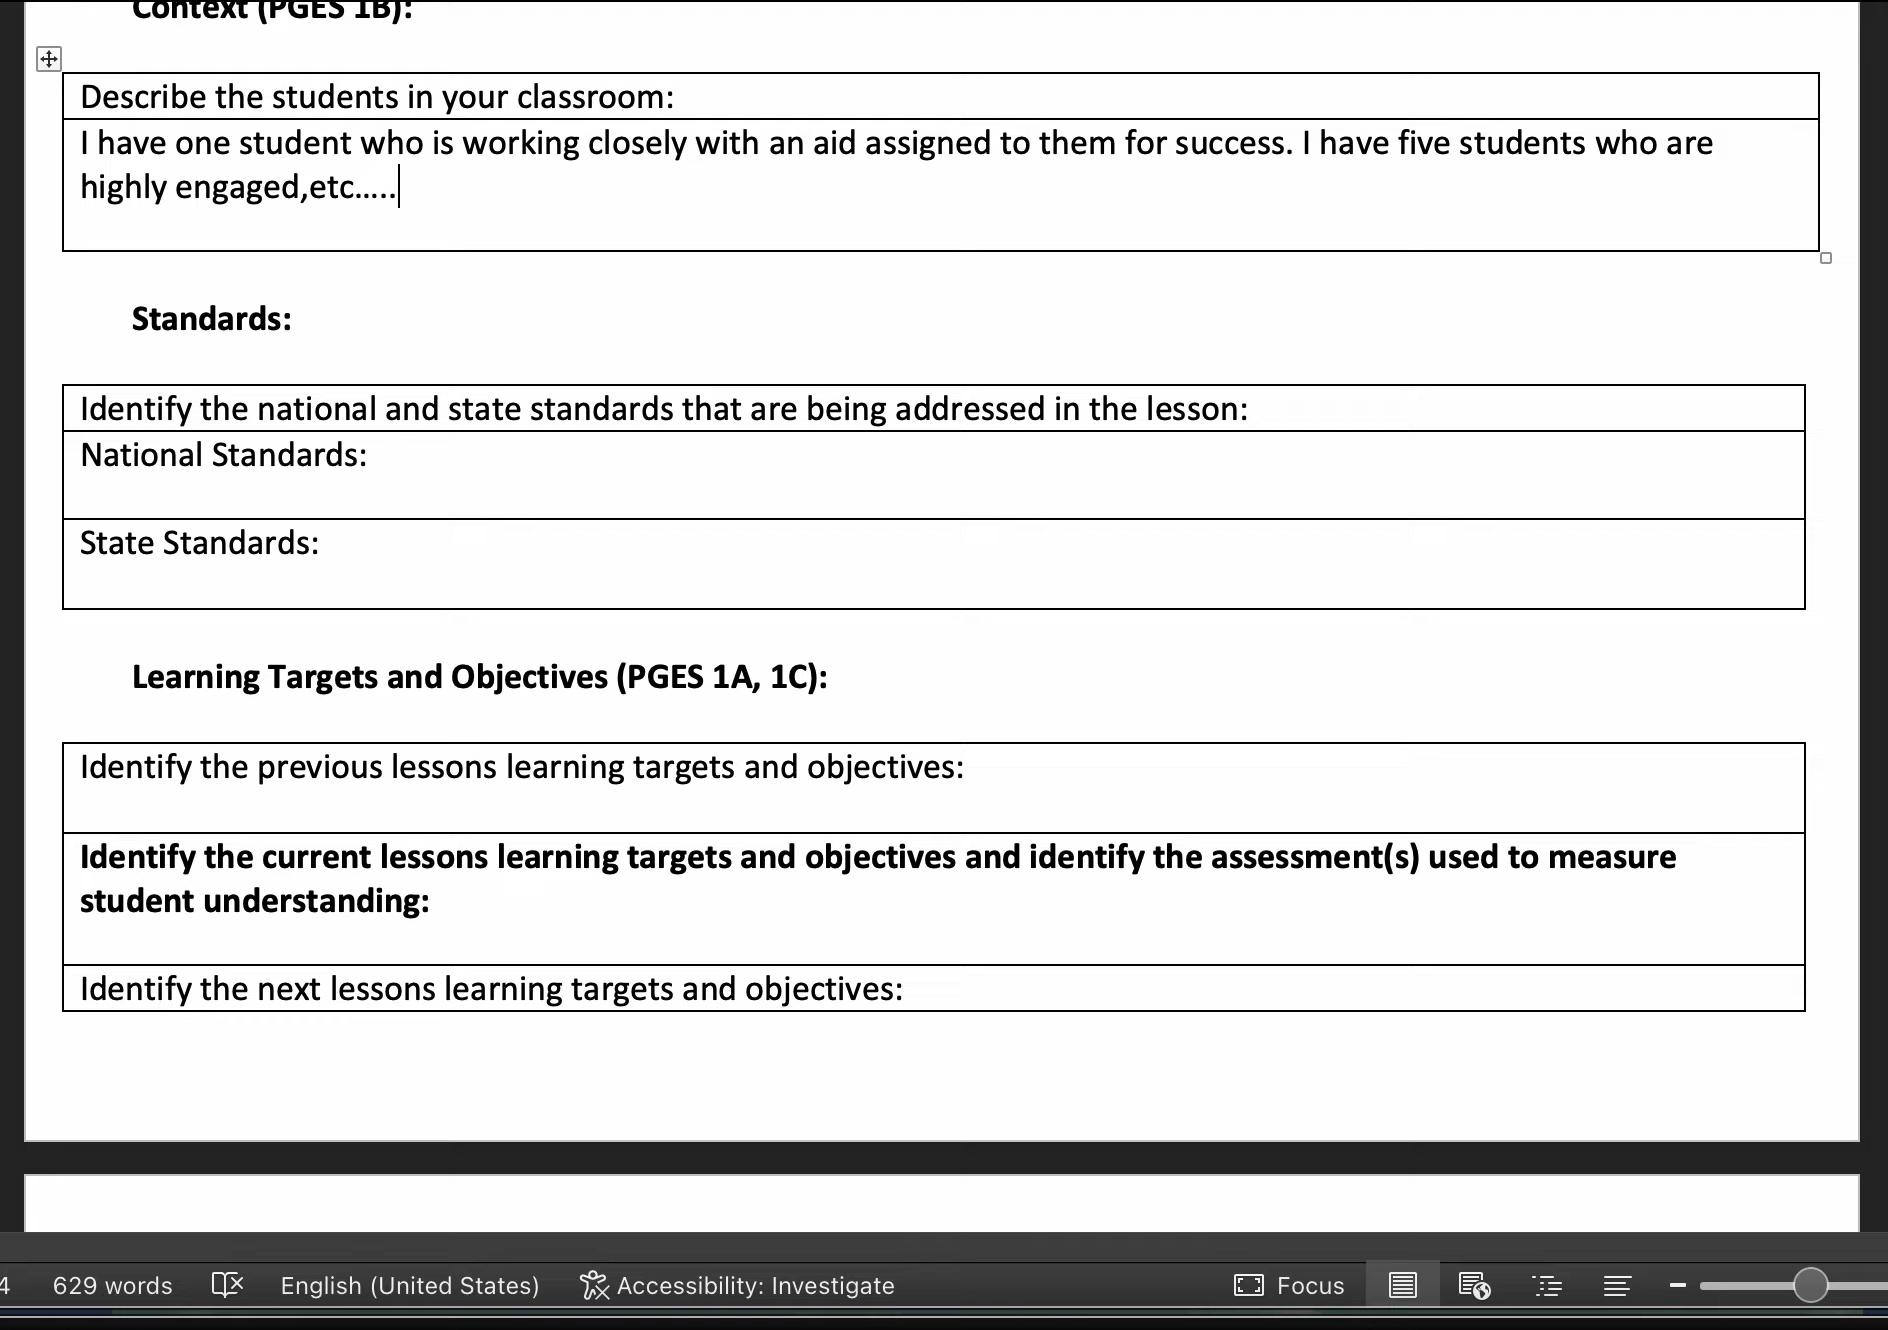 Context (PGES 1B):
Describe the students in your classroom:
I have one student who is working closely with an aid assigned to them for success. I have five students who are
highly engaged,etc.....
Standards:
Identify the national and state standards that are being addressed in the lesson:
National Standards:
State Standards:
Learning Targets and Objectives (PGES 1A, 1C):
Identify the previous lessons learning targets and objectives:
Identify the current lessons learning targets and objectives and identify the assessment(s) used to measure
student understanding:
Identify the next lessons learning targets and objectives:
4 629 words English (United States) Accessibility: Investigate Focus